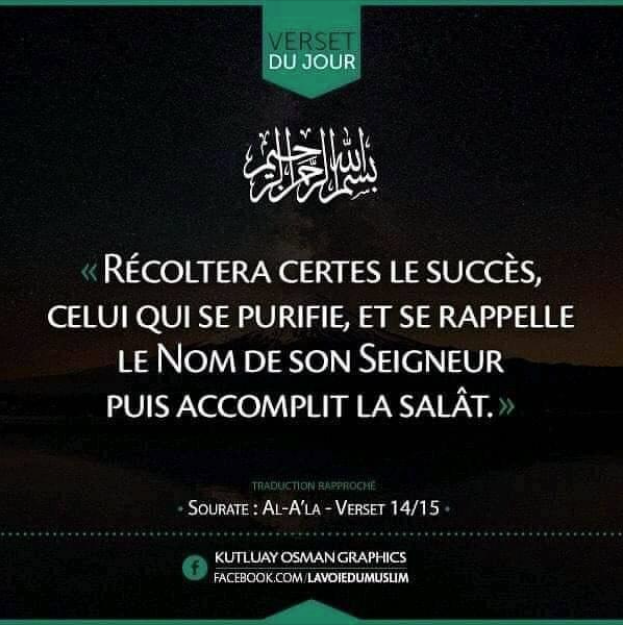 VERSET
DU JOUR
بسم الله الرحمن الرحيم
« RÉCOLTERA CERTES LE SUCCÈS,
CELUI QUI SE PURIFIE, ET SE RAPPELLE
LE NOM DE SON SEIGNEUR
PUIS ACCOMPLIT LA SALÂT. »
TRADUCTION RAPPROCHÉ
• SOURATE : AL-A'LA - VERSET 14/15 •
f KUTLUAY OSMAN GRAPHICS
FACEBOOK.COM/LAVOIEDUMUSLIM